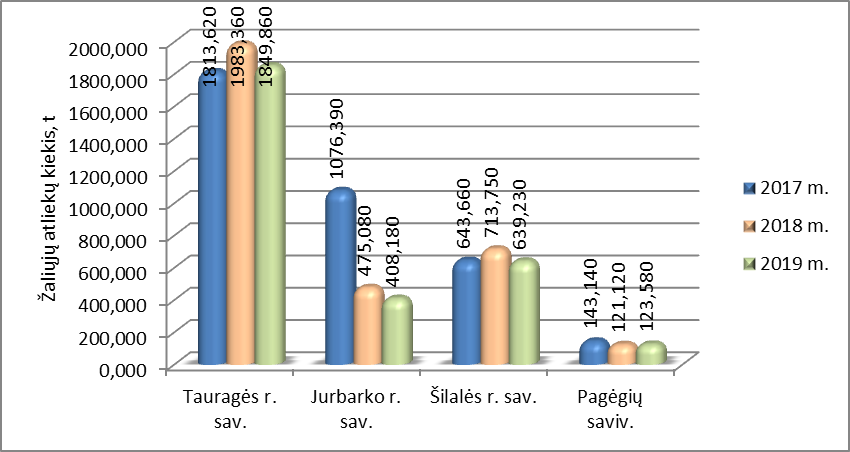 Žaliųjų atliekų kiekis, t
2000,000
1800,000
1600,000
1400,000
1200,000
1000,000
800,000
600,000
400,000
200,000
0,000
1813,620
1983,360
1849,860
1076,390
475,080
408,180
643,660
713,750
639,230
143,140
121,120
123,580
Tauragės r.
sav.
Jurbarko r.
sav.
Šilalės r. sav.
Pagėgių
saviv.
2017 m.
2018 m.
2019 m.